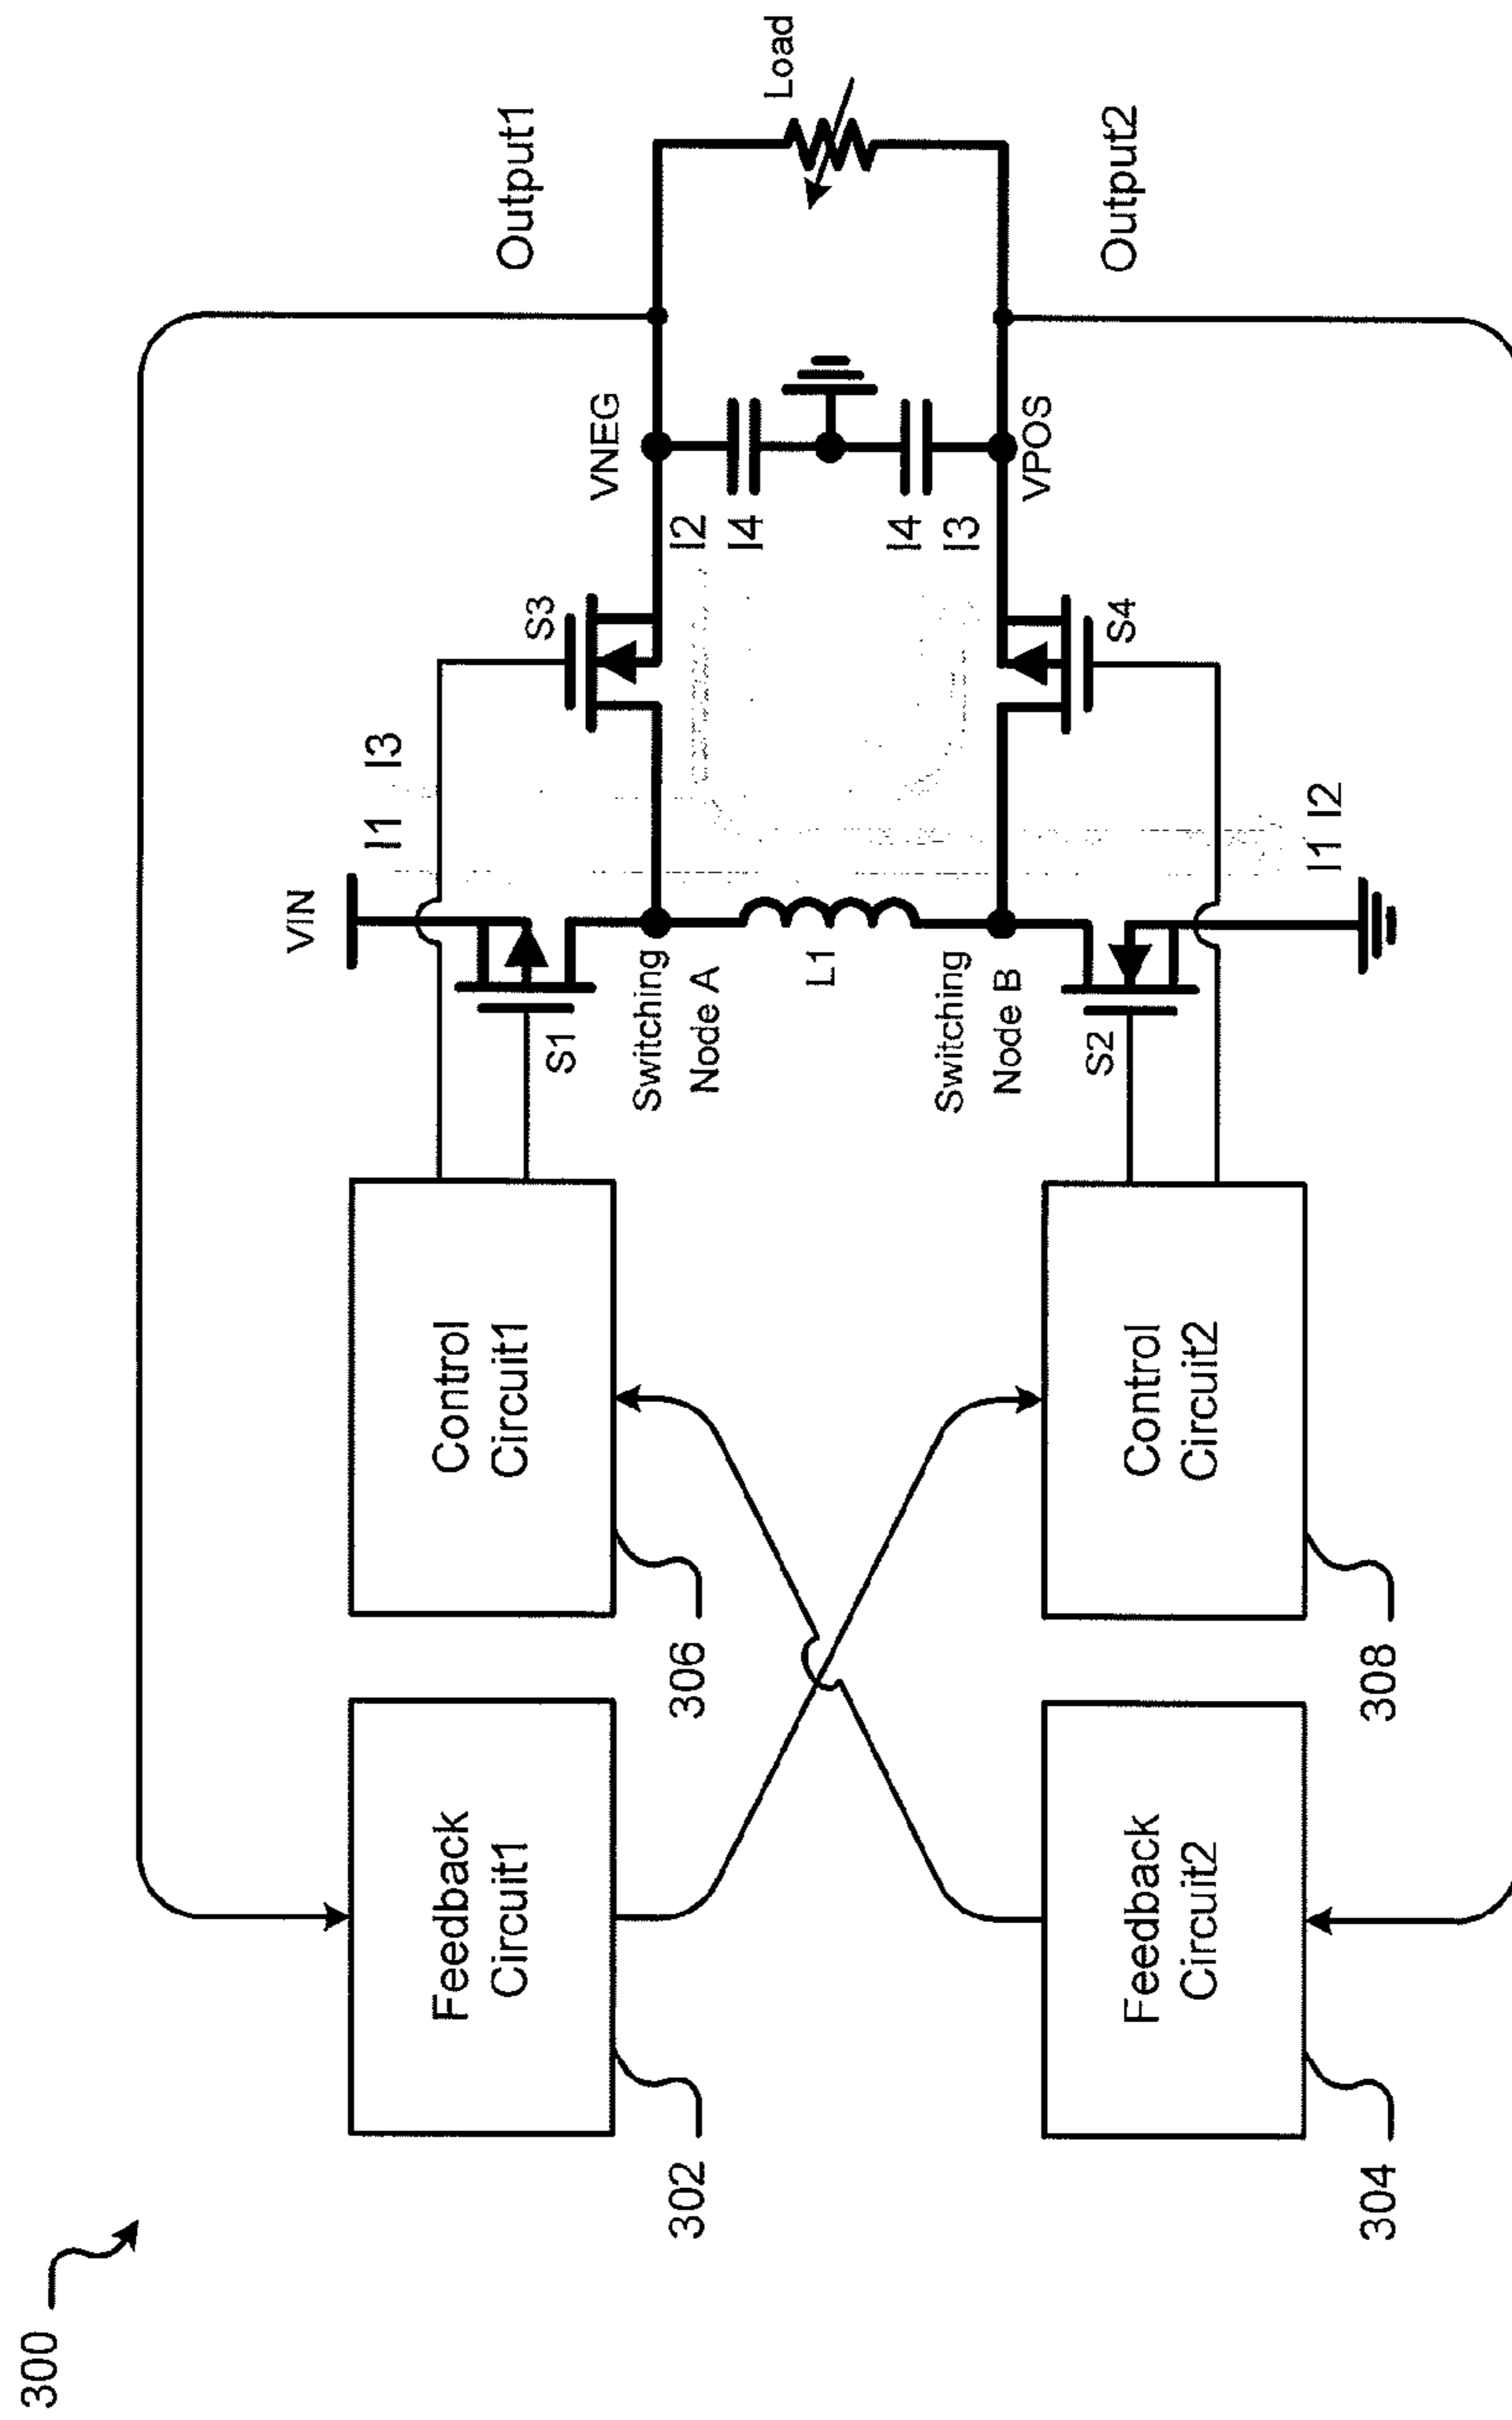 300
Output1
Output2
Load
VIN
I1 I3
S3
VNEG
I2
I4
I4
I3
VPOS
S4
I1 I2
S1
Switching
Node A
L1
Switching
Node B
S2
Control
Circuit1
306
Control
Circuit2
308
Feedback
Circuit1
302
Feedback
Circuit2
304